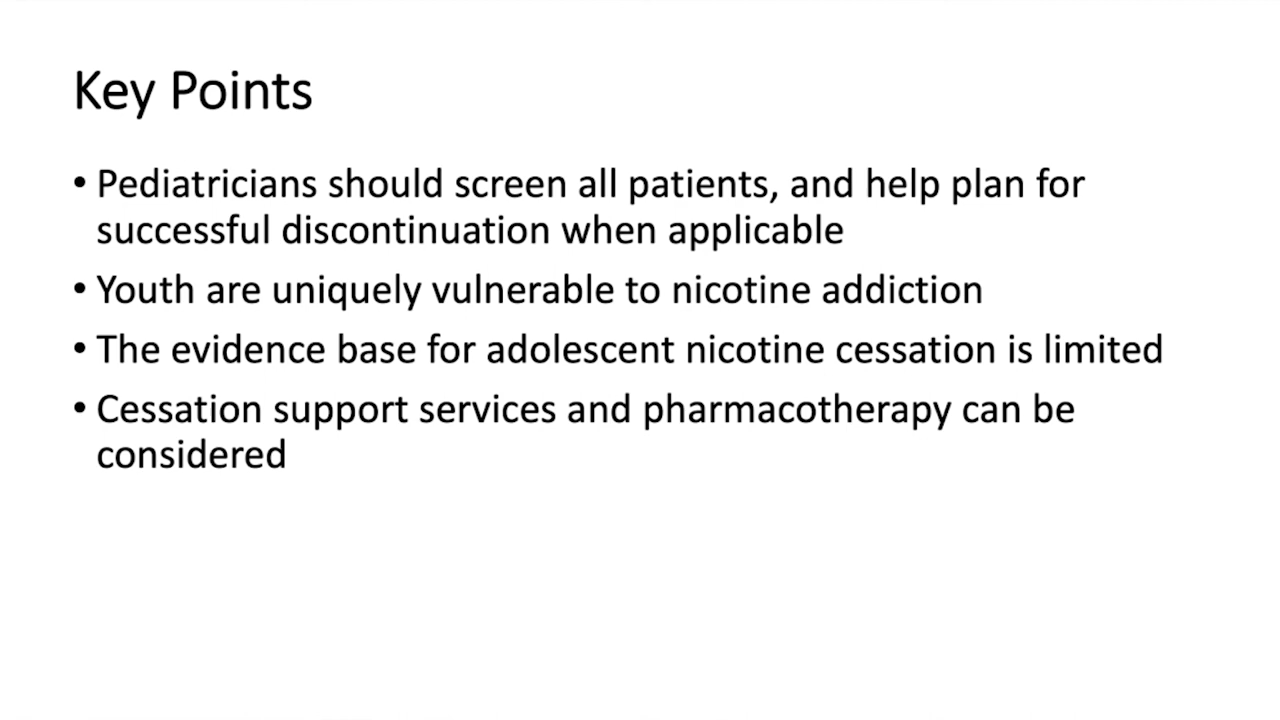 Key Points
• Pediatricians should screen all patients, and help plan for
successful discontinuation when applicable
• Youth are uniquely vulnerable to nicotine addiction
• The evidence base for adolescent nicotine cessation is limited
• Cessation support services and pharmacotherapy can be
considered